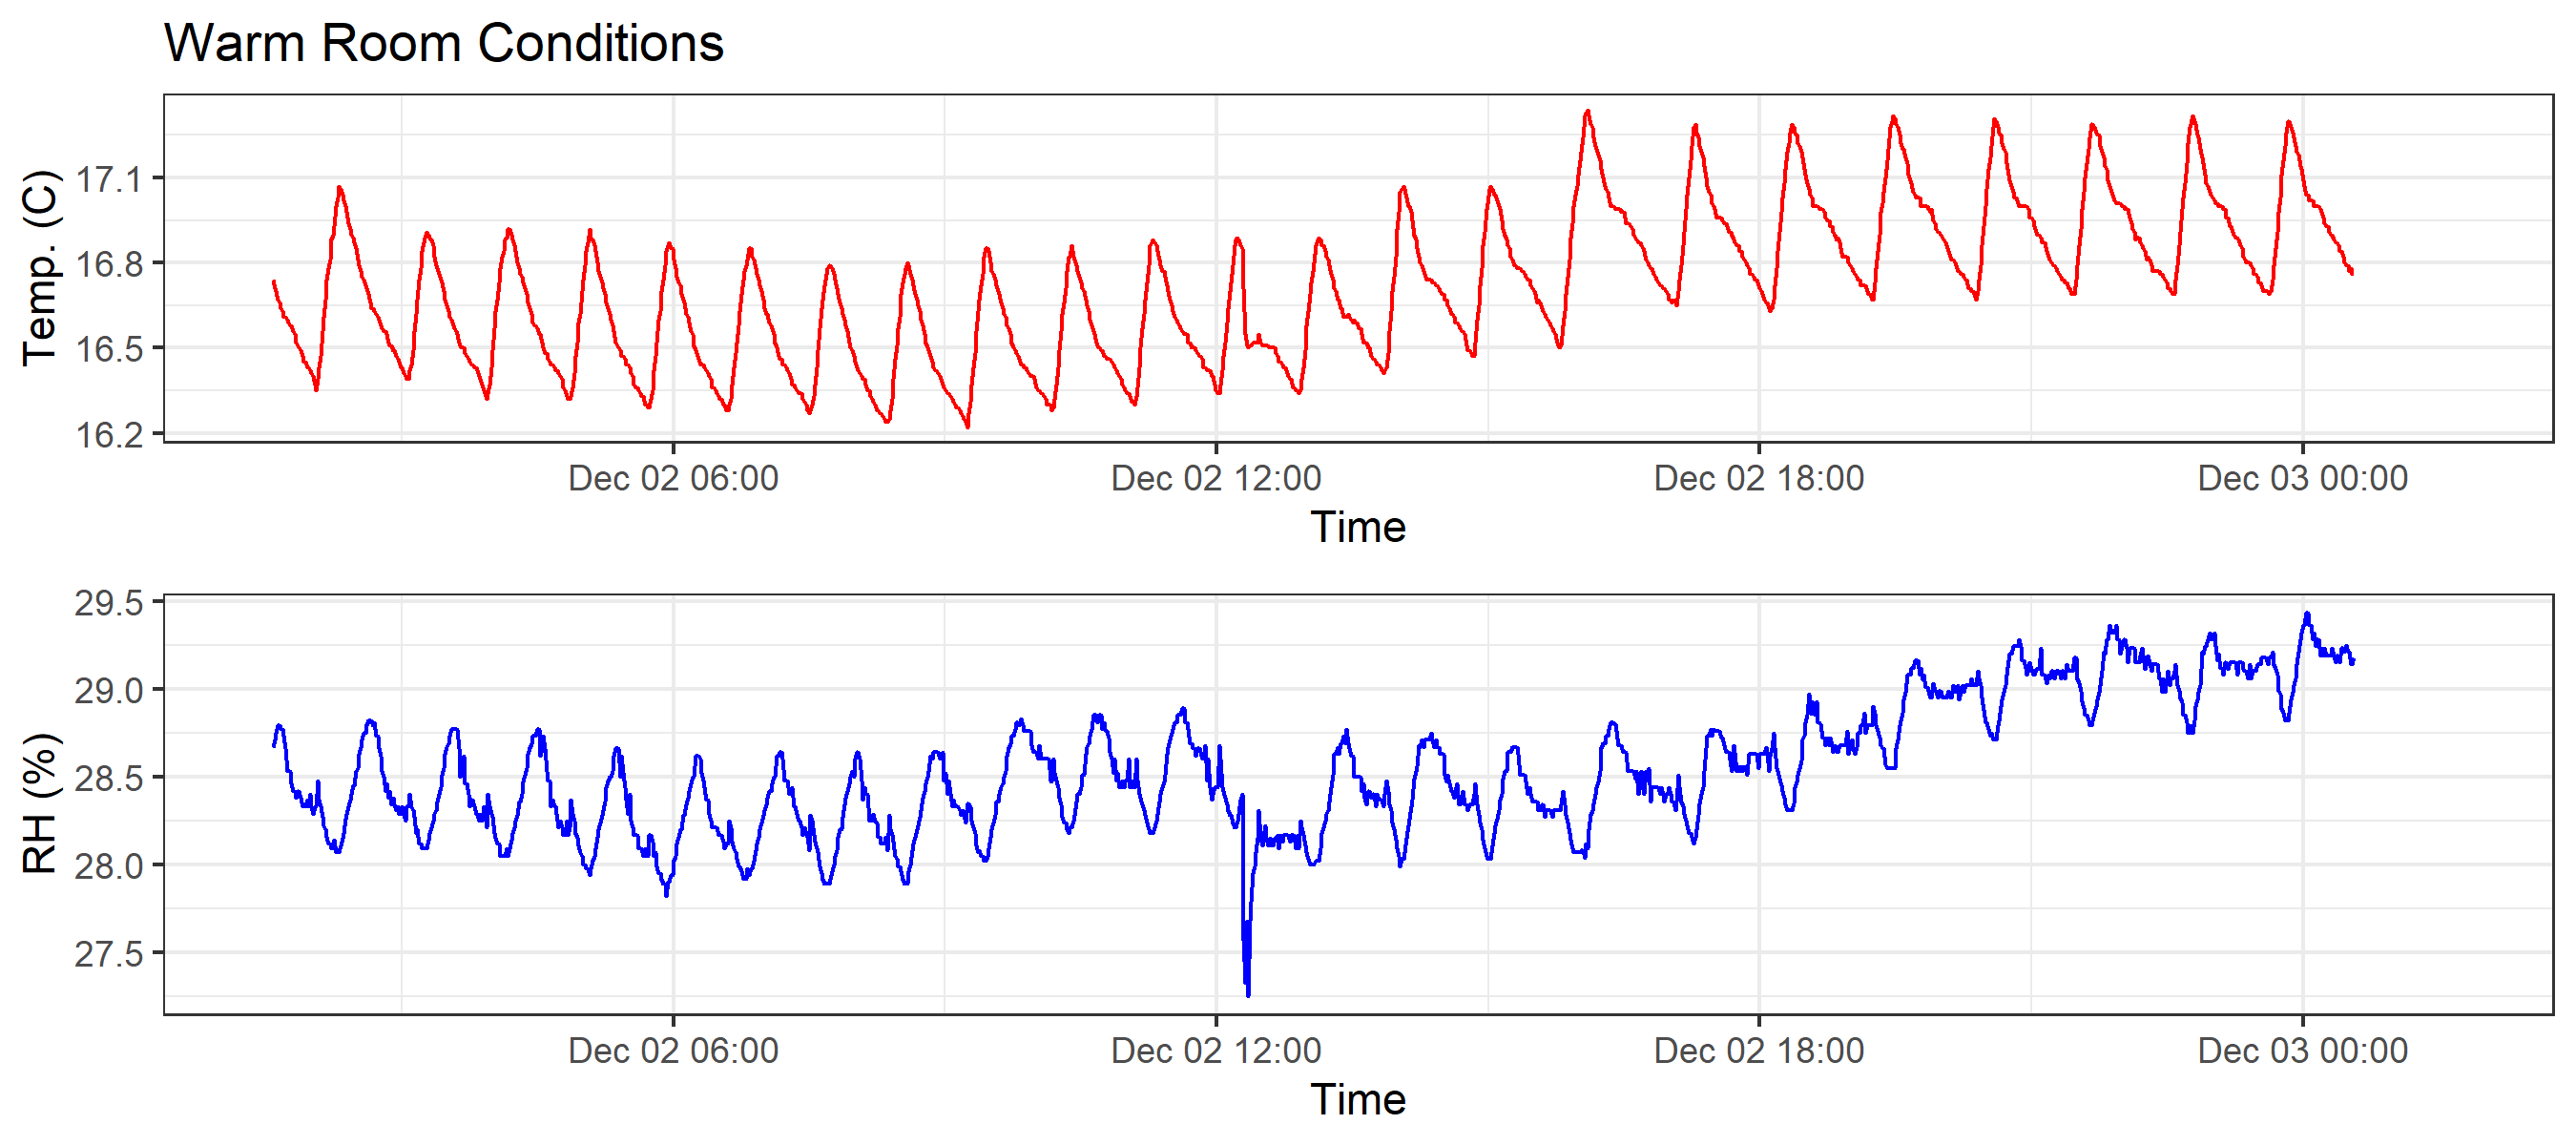 Warm Room Conditions
Temp. (C)
17.1
16.8
16.5
16.2
Dec 02 06:00 Dec 02 12:00 Dec 02 18:00 Dec 03 00:00
Time
RH (%)
29.5
29.0
28.5
28.0
27.5
Dec 02 06:00 Dec 02 12:00 Dec 02 18:00 Dec 03 00:00
Time